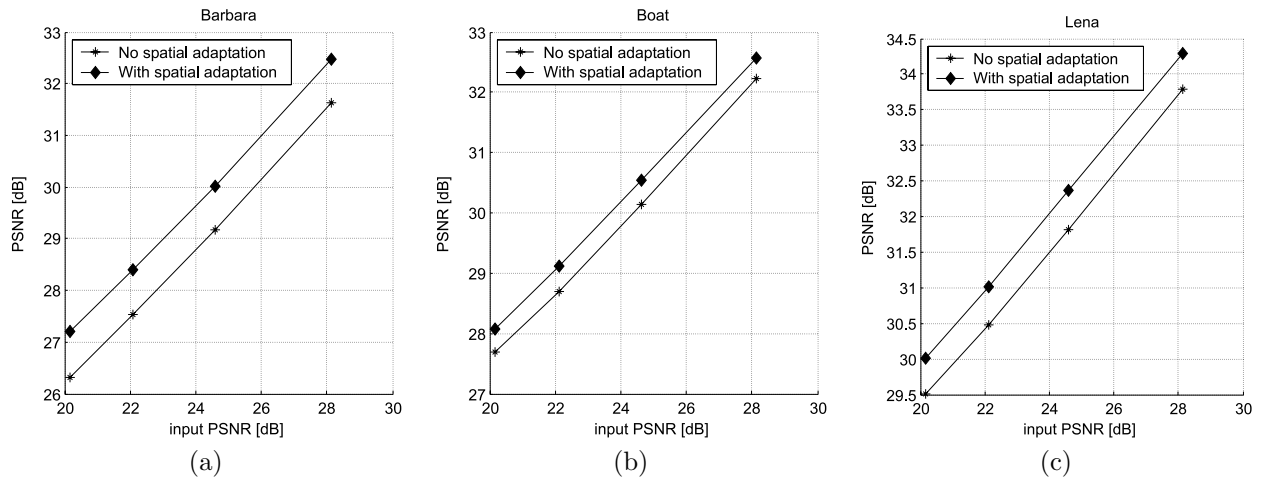 Barbara
33
32
31
30
29
28
27
26
PSNR [dB]
No spatial adaptation
With spatial adaptation
20
22
24
26
28
30
input PSNR [dB]
(a)
Boat
33
32
31
30
29
28
27
PSNR [dB]
No spatial adaptation
With spatial adaptation
20
22
24
26
28
30
input PSNR [dB]
(b)
Lena
34.5
34
33.5
33
32.5
32
31.5
31
30.5
30
29.5
PSNR [dB]
No spatial adaptation
With spatial adaptation
20
22
24
26
28
30
input PSNR [dB]
(c)